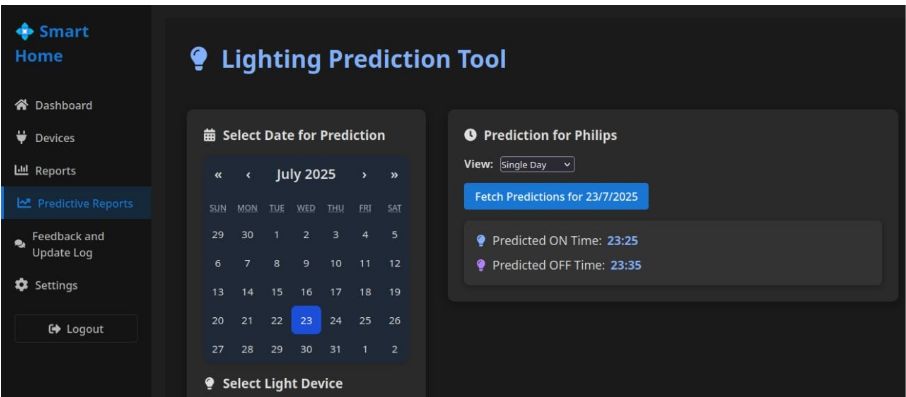 Smart
Home
Dashboard
Devices
Reports
Predictive Reports
Feedback and
Update Log
Settings
Logout
Lighting Prediction Tool
Select Date for Prediction
« ‹ July 2025 › »
SUN MON TUE WED THU FRI SAT
29 30 1 2 3 4 5
6 7 8 9 10 11 12
13 14 15 16 17 18 19
20 21 22 23 24 25 26
27 28 29 30 31 1 2
Select Light Device
Prediction for Philips
View: Single Day
Fetch Predictions for 23/7/2025
Predicted ON Time: 23:25
Predicted OFF Time: 23:35